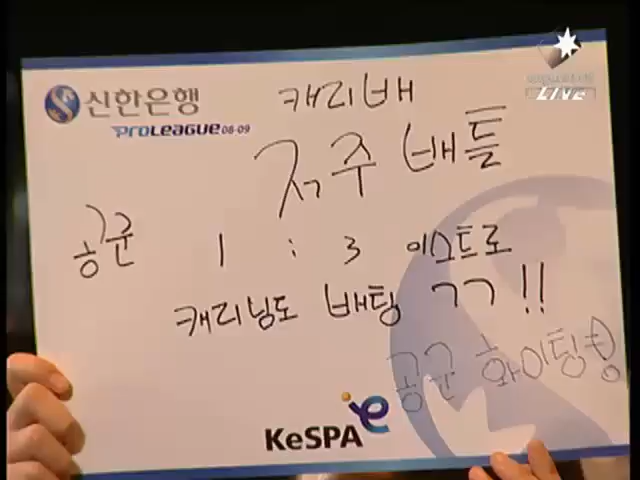 신한은행
PROLEAGUE 08-09
LIVE
캐리배
저주 배틀
공군 1 : 3 이스트로
캐리님도 배팅 ㄱㄱ!!
공군 화이팅
KeSPA